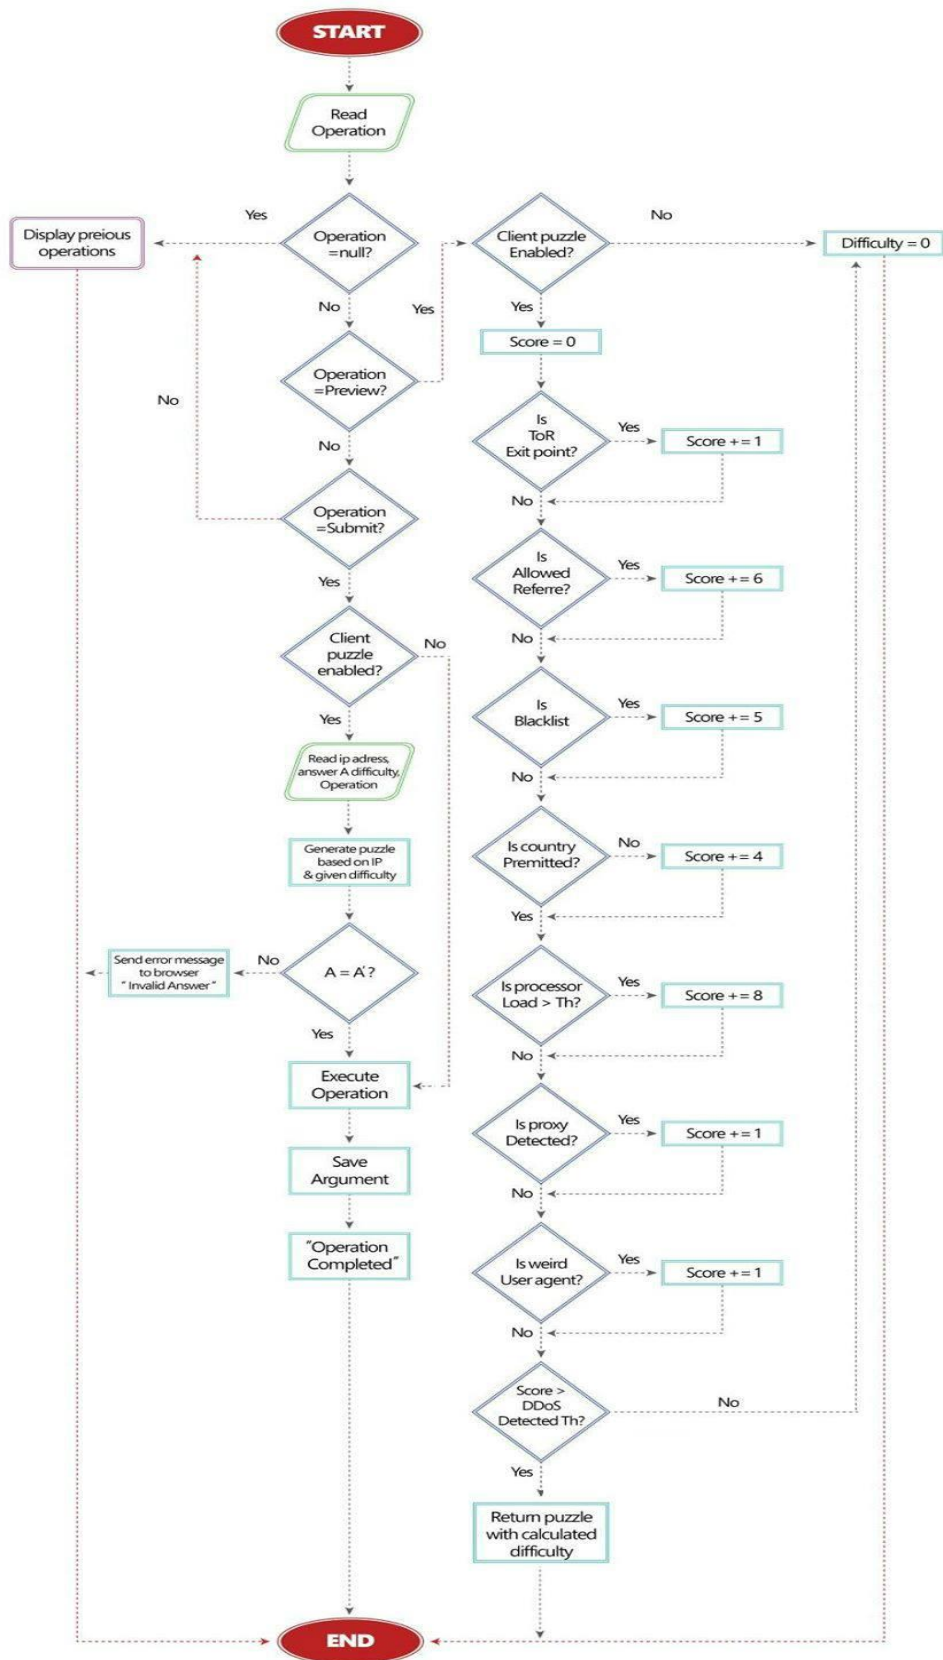 START
Read
Operation
Operation
=null?
Yes
Display preious
operations
No
Operation
=Preview?
Yes
No
No
Operation
=Submit?
Yes
Client
puzzle
enabled?
No
Yes
Read ip adress,
answer A difficulty,
Operation
Generate puzzle
based on IP
& given difficulty
A = A'?
No
Send error message
to browser
" Invalid Answer "
Yes
Execute
Operation
Save
Argument
"Operation
Completed"
Client puzzle
Enabled?
No
Difficulty = 0
Yes
Score = 0
Is
ToR
Exit point?
Yes
Score += 1
No
Is
Allowed
Referre?
Yes
Score += 6
No
Is
Blacklist
Yes
Score += 5
No
Is country
Premitted?
No
Score += 4
Yes
Is processor
Load > Th?
Yes
Score += 8
No
Is proxy
Detected?
Yes
Score += 1
No
Is weird
User agent?
Yes
Score += 1
No
Score >
DDoS
Detected Th?
No
Yes
Return puzzle
with calculated
difficulty
END